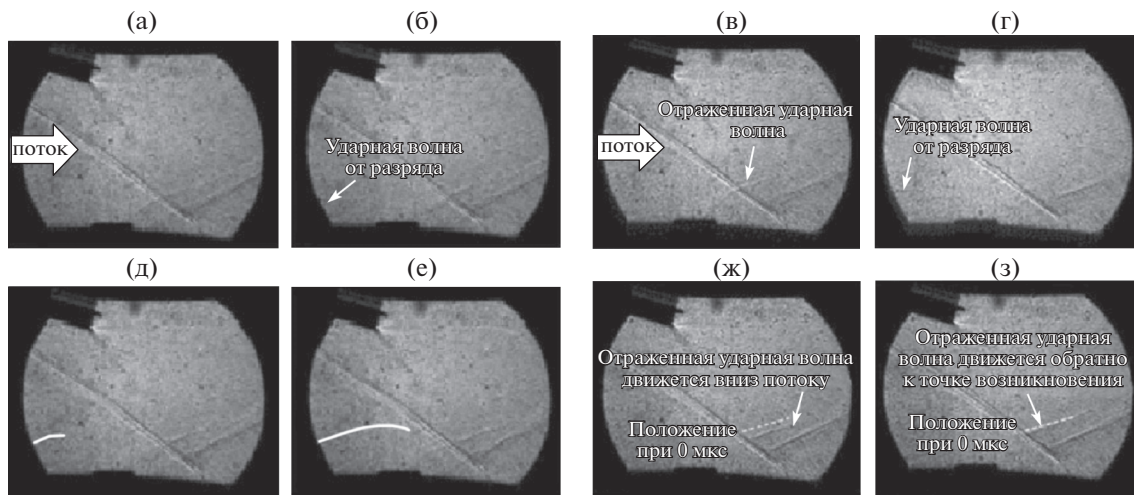 (а)
(б)
(в)
(г)
поток
Ударная волна
от разряда
поток
Отраженная ударная
волна
Ударная волна
от разряда
(д)
(е)
(ж)
(з)
Отраженная ударная волна
движется вниз потоку
Положение
при 0 мкс
Отраженная ударная
волна движется обратно
к точке возникновения
Положение
при 0 мкс